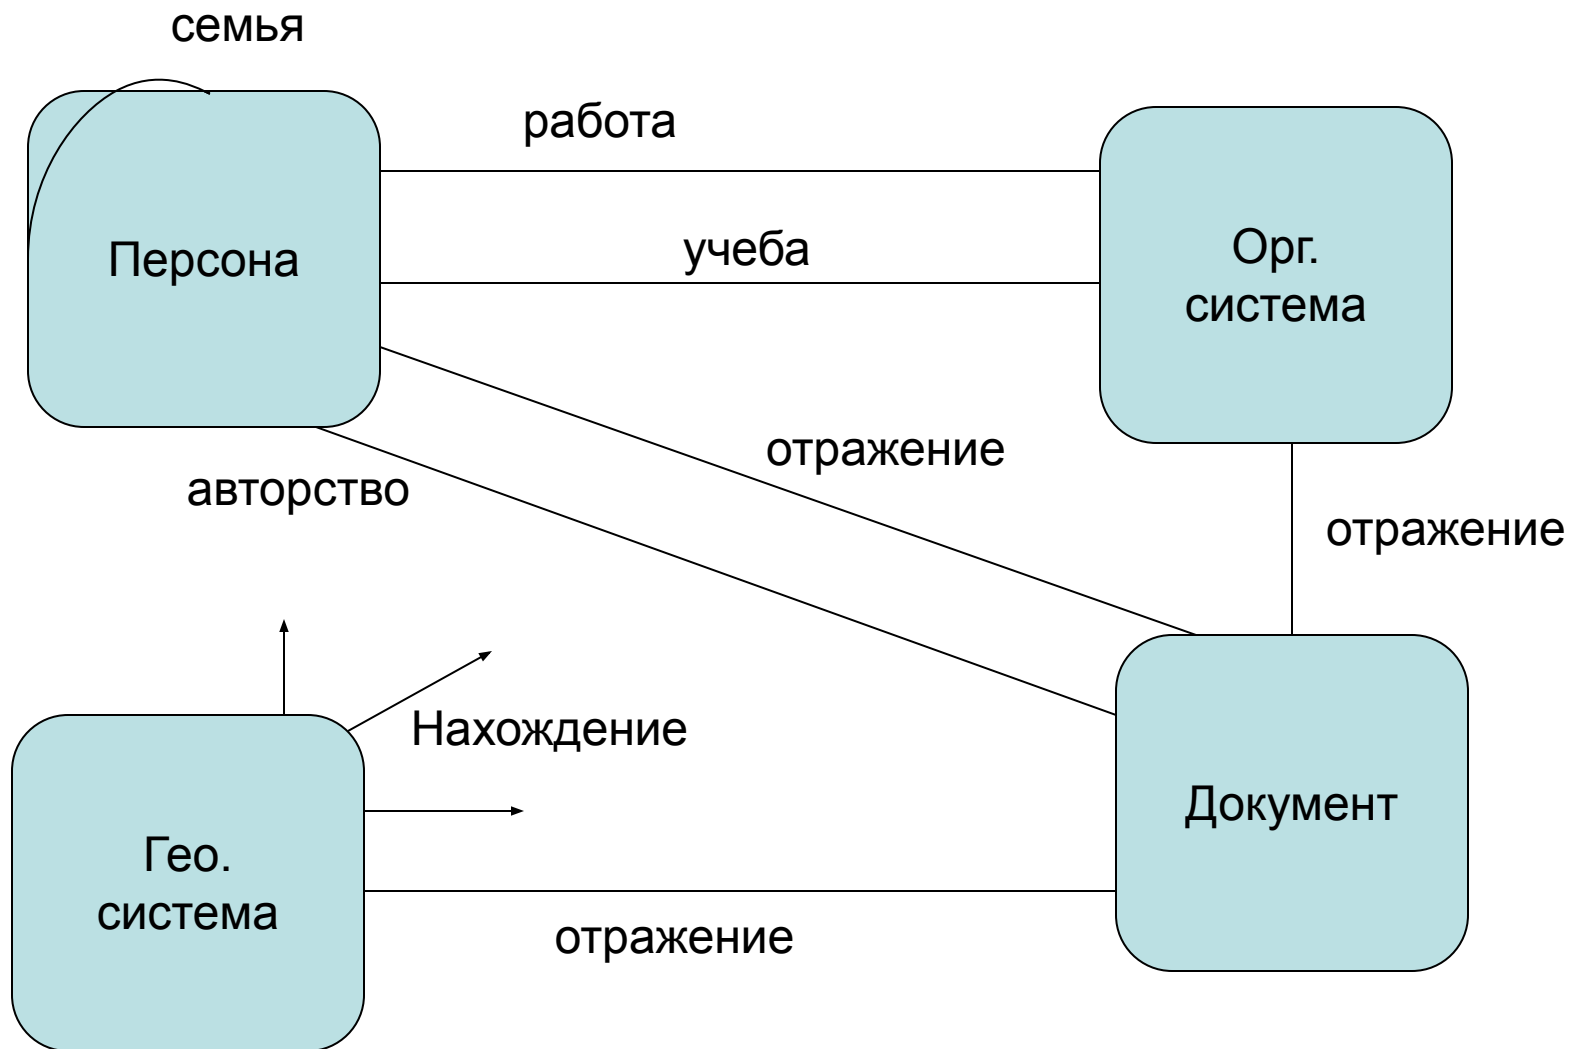 семья
работа
Персона
учеба
Орг.
система
отражение
авторство
отражение
Нахождение
Документ
Гео.
система
отражение